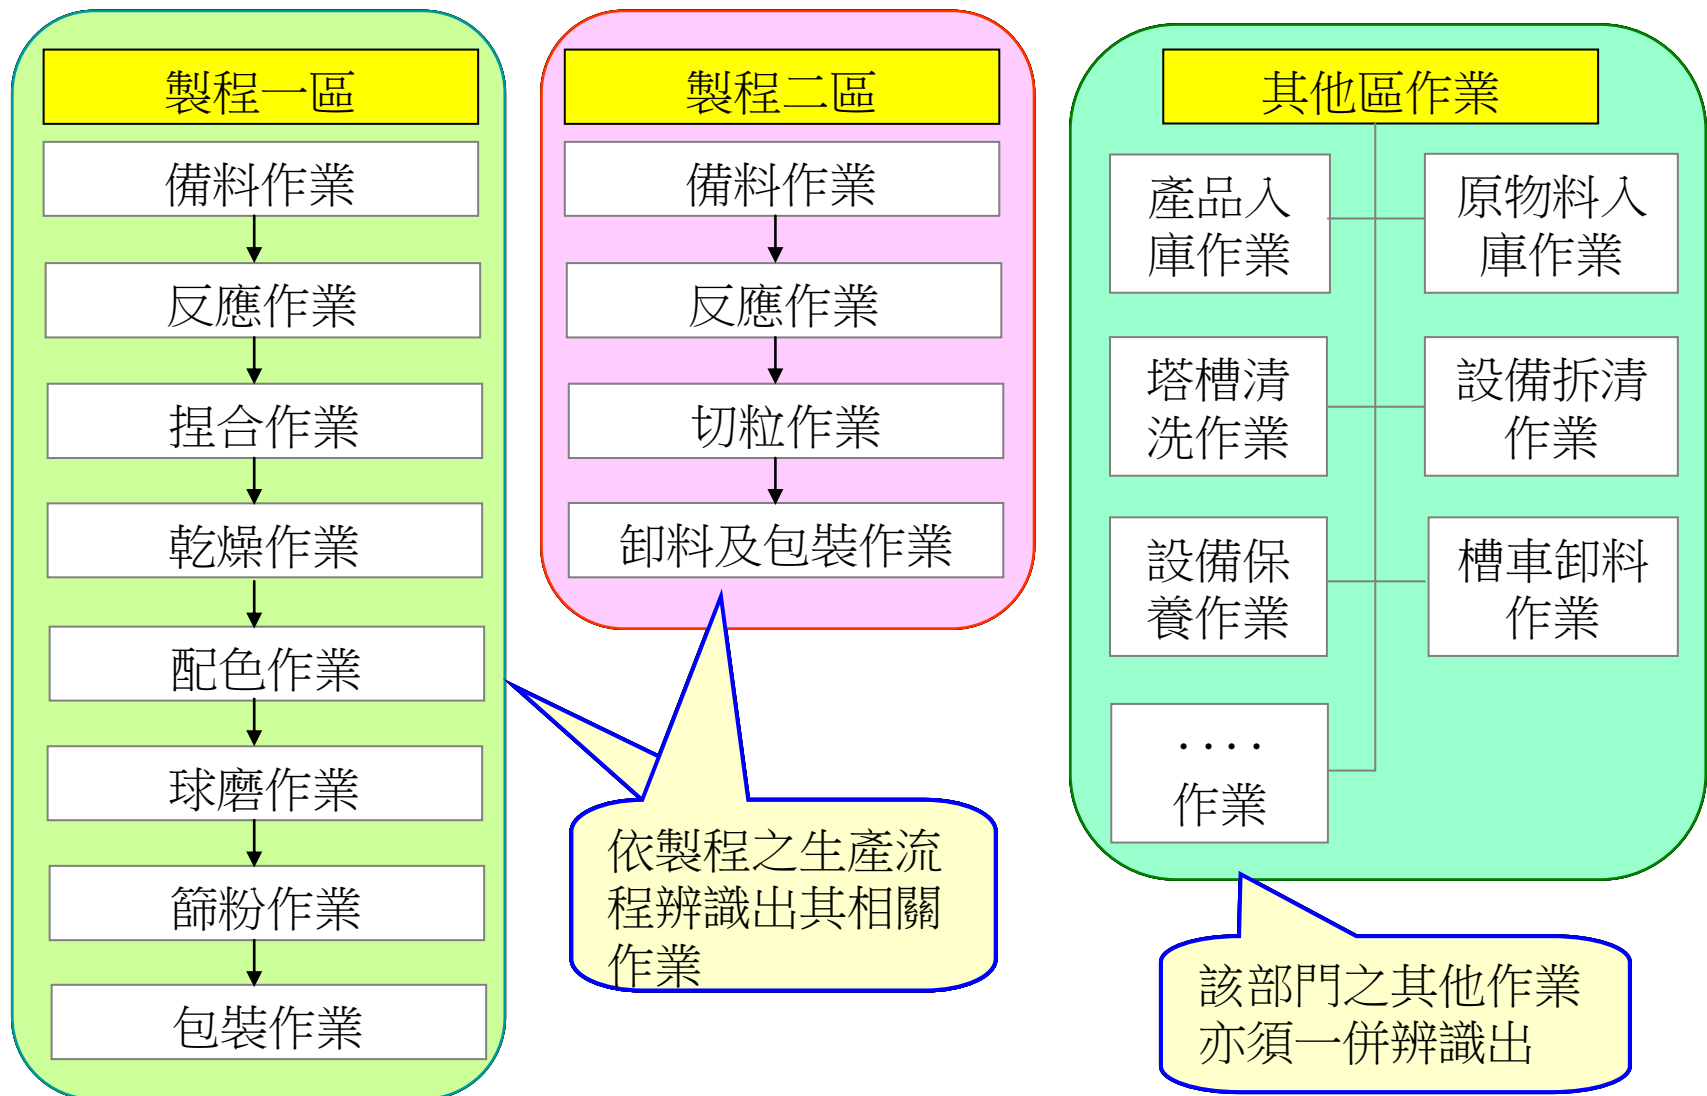 製程一區
備料作業
反應作業
捏合作業
乾燥作業
配色作業
球磨作業
篩粉作業
包裝作業
製程二區
備料作業
反應作業
切粒作業
卸料及包裝作業
依製程之生產流
程辨識出其相關
作業
其他區作業
產品入
庫作業
原物料入
庫作業
塔槽清
洗作業
設備拆清
作業
設備保
養作業
槽車卸料
作業
....
作業
該部門之其他作業
亦須一併辨識出